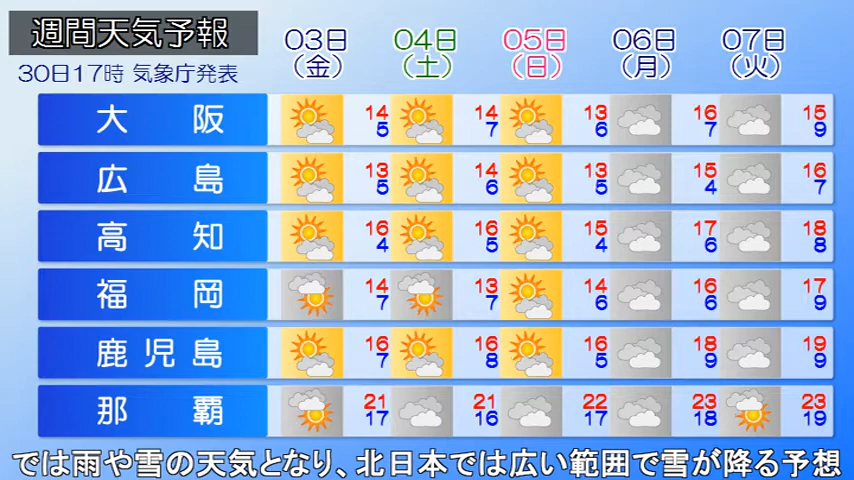 週間天気予報
30日17時 気象庁発表
03日 04日 05日 06日 07日
(金) (土) (日) (月) (火)
大阪 14 14 13 16 15
5 7 6 7 9
広島 13 14 13 15 16
5 6 5 4 7
高知 16 16 15 17 18
4 5 4 6 8
福岡 14 13 14 16 17
7 7 6 6 9
鹿児島 16 16 16 18 19
7 8 5 9 9
那覇 21 21 22 23 23
17 16 17 18 19
では雨や雪の天気となり、北日本では広い範囲で雪が降る予想